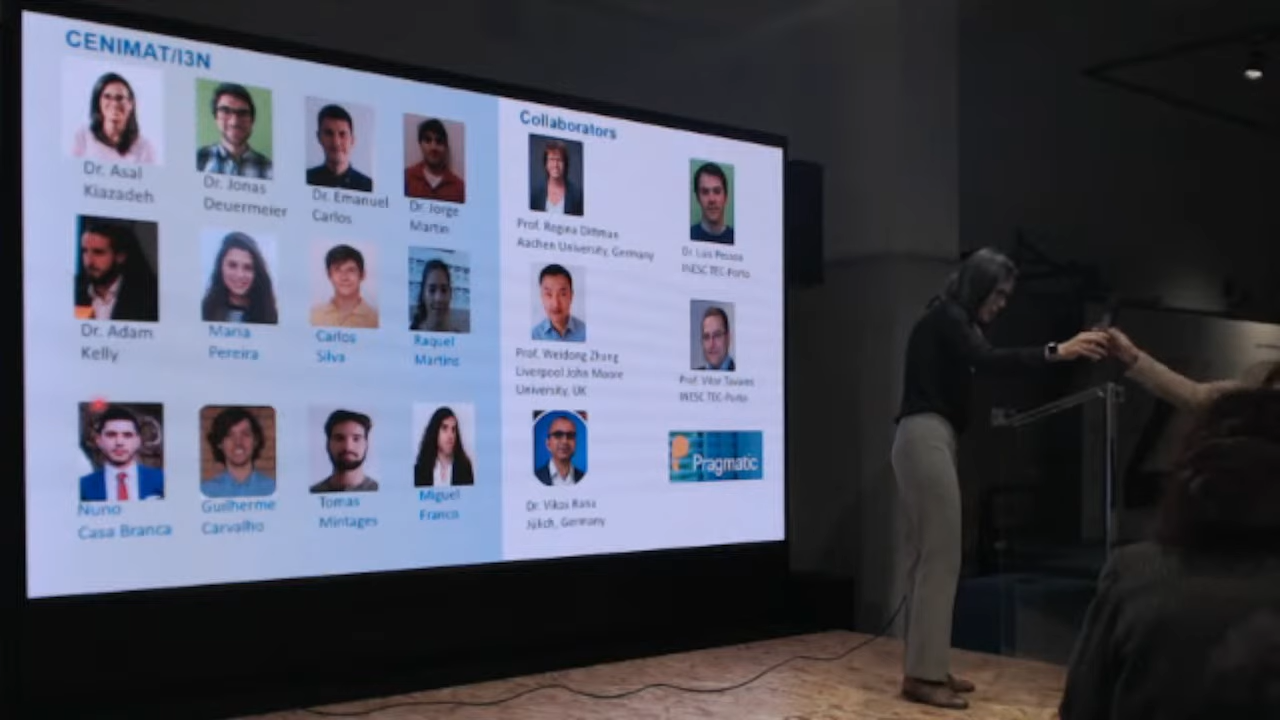 CENIMAT/I3N
Dr. Asal
Kiazadeh
Dr. Jonas
Deuermeier
Dr. Emanuel
Carlos
Dr. Jorge
Martin
Dr. Adam
Kelly
Maria
Pereira
Carlos
Silva
Raquel
Martins
Nuno
Casa Branca
Guilherme
Carvalho
Tomas
Mintages
Miguel
Franco
Collaborators
Prof. Regina Dittman
Aachen University, Germany
Dr. Luis Pessoa
INESC TEC-Porto
Prof. Weidong Zhang
Liverpool John Moore
University, UK
Prof. Vitor Tavares
INESC TEC-Porto
Dr. Vikas Rana
Jülich, Germany
Pragmatic